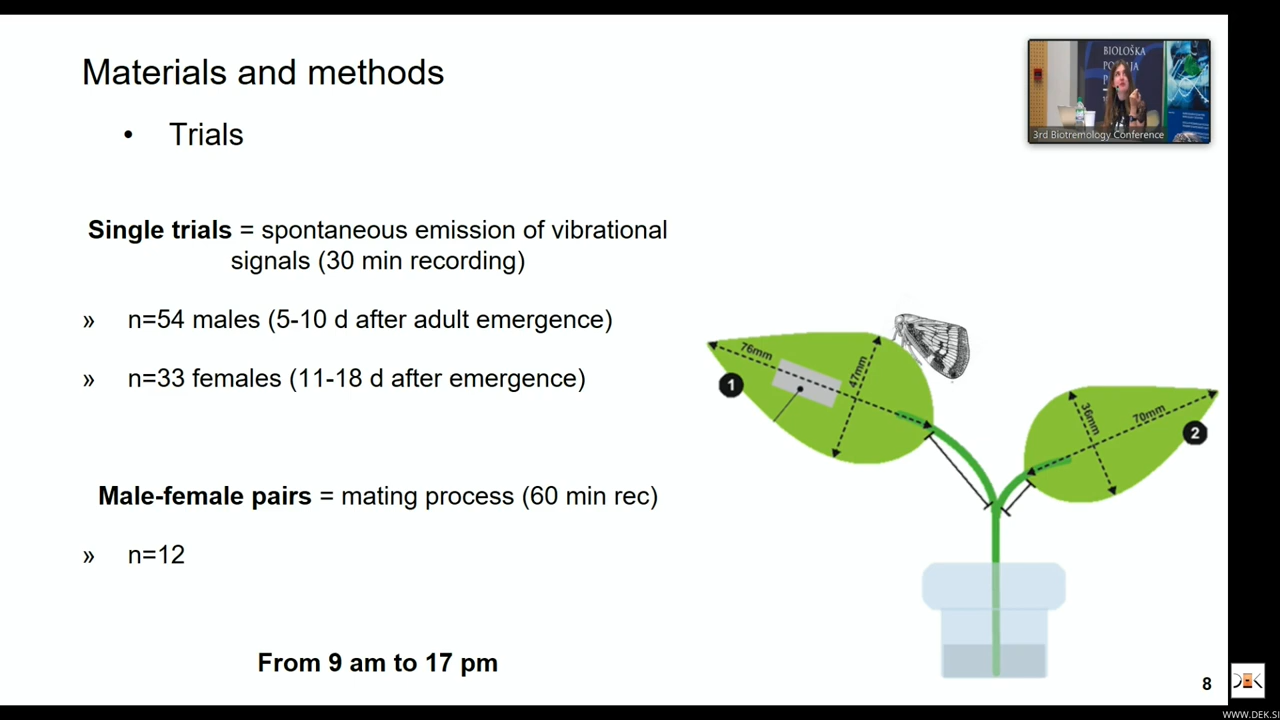 Materials and methods
• Trials
Single trials = spontaneous emission of vibrational
signals (30 min recording)
» n=54 males (5-10 d after adult emergence)
» n=33 females (11-18 d after emergence)
Male-female pairs = mating process (60 min rec)
» n=12
From 9 am to 17 pm
BIOLOŠKA
3rd Biotremology Conference
76mm
47mm
1
36mm
70mm
2
8
WWW.DEK.SI